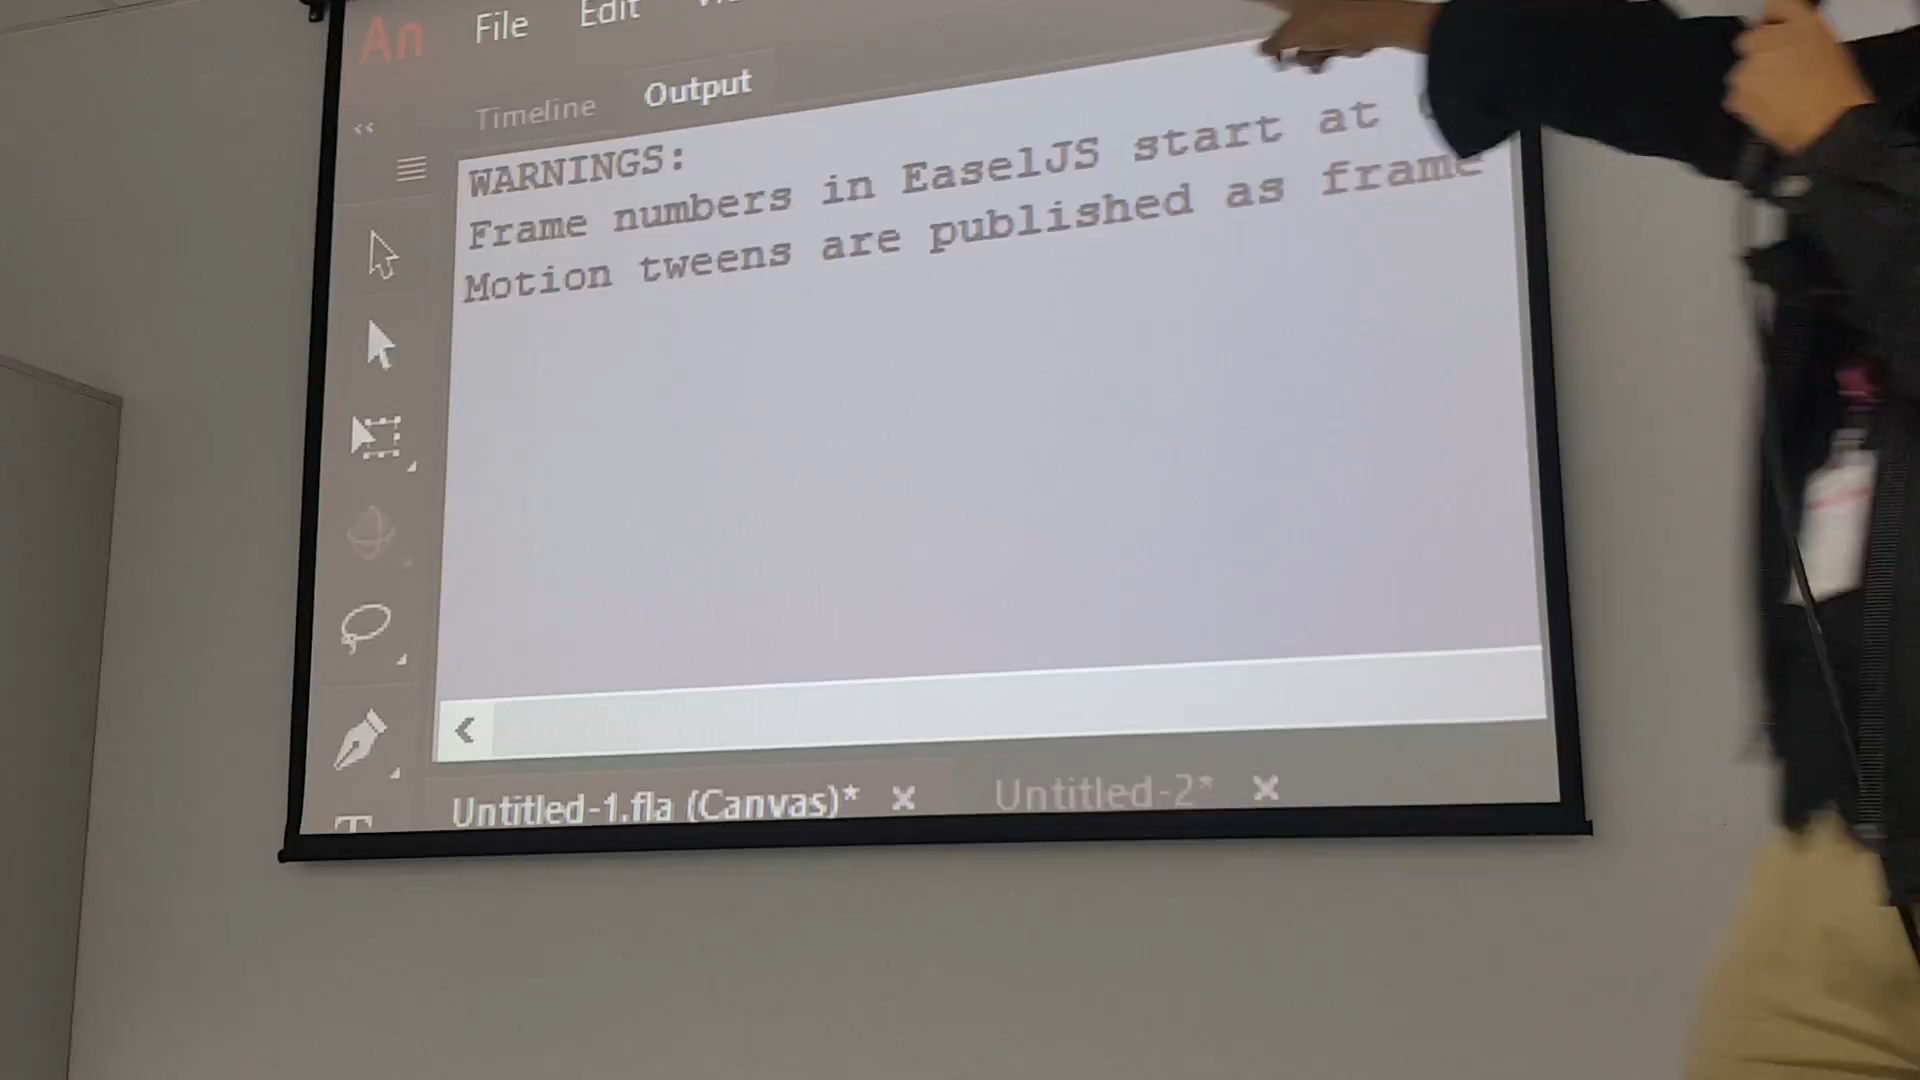 An File Edit
Timeline Output
WARNINGS:
Frame numbers in EaselJS start at
Motion tweens are published as frame
Untitled-1.fla (Canvas)* x Untitled-2* x